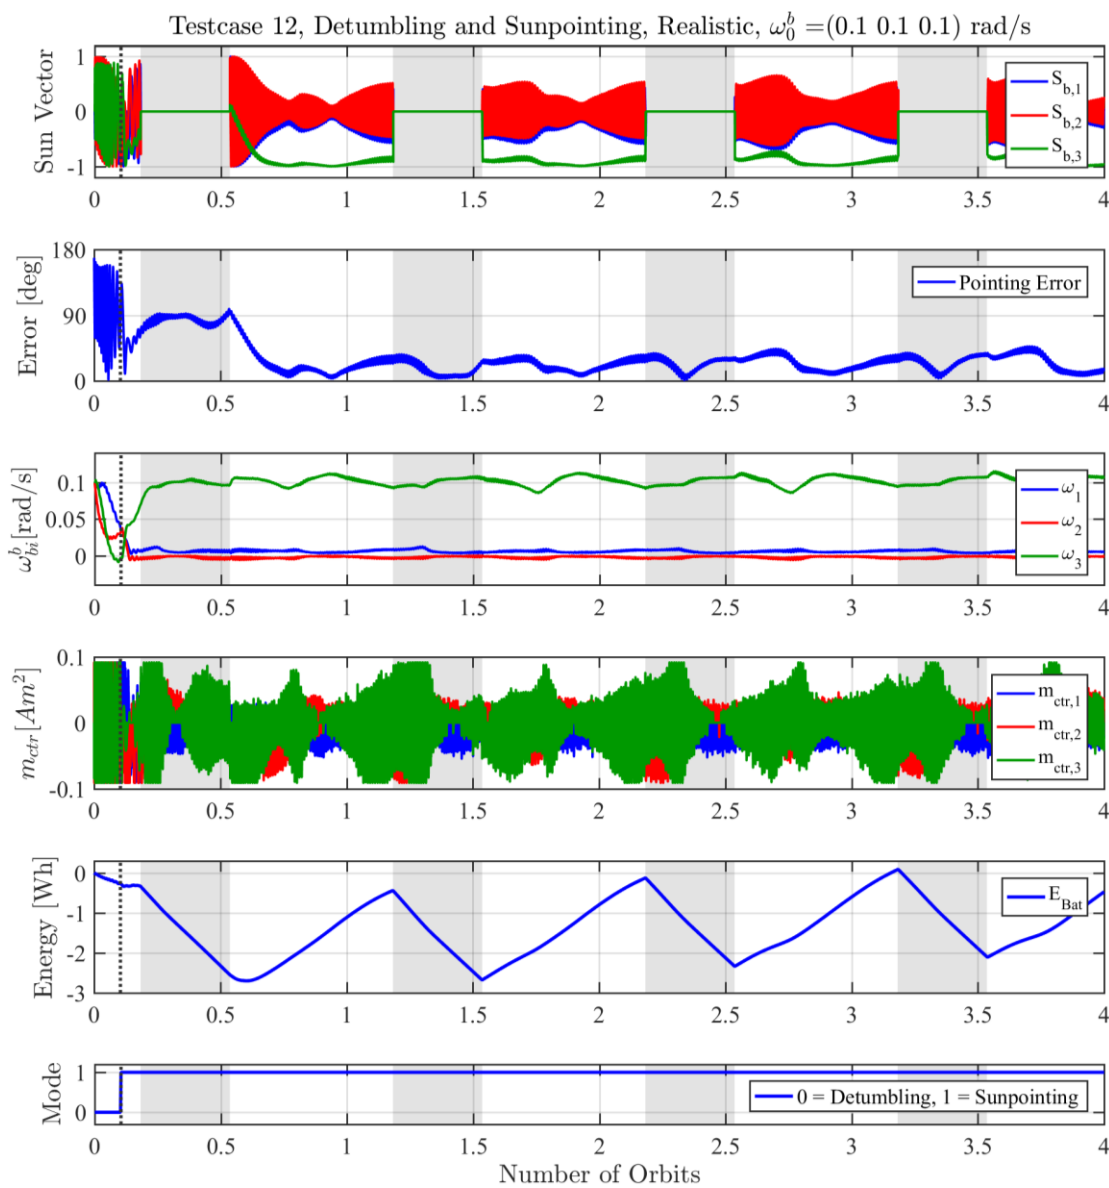 Testcase 12, Detumbling and Sunpointing, Realistic, ω₀ᵇ =(0.1 0.1 0.1) rad/s
Sun Vector
1
0
-1
S_b,1
S_b,2
S_b,3
0 0.5 1 1.5 2 2.5 3 3.5 4
Error [deg]
180
90
0
Pointing Error
0 0.5 1 1.5 2 2.5 3 3.5 4
ω_bi^b[rad/s]
0.1
0.05
0
ω₁
ω₂
ω₃
0 0.5 1 1.5 2 2.5 3 3.5 4
m_ctr[Am²]
0.1
0
-0.1
m_ctr,1
m_ctr,2
m_ctr,3
0 0.5 1 1.5 2 2.5 3 3.5 4
Energy [Wh]
0
-1
-2
-3
E_Bat
0 0.5 1 1.5 2 2.5 3 3.5 4
Mode
1
0
0 = Detumbling, 1 = Sunpointing
0 0.5 1 1.5 2 2.5 3 3.5 4
Number of Orbits